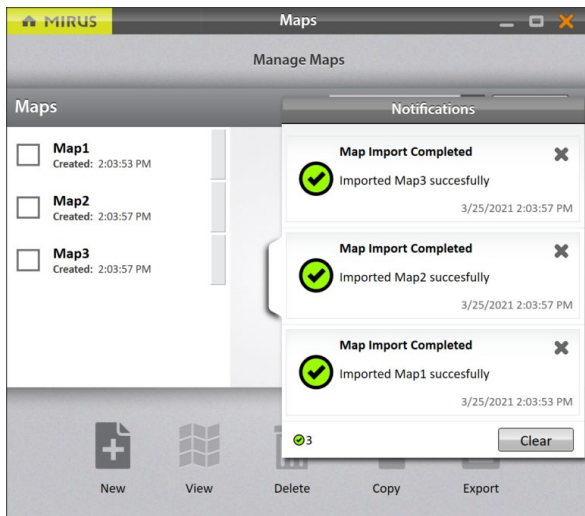 MIRUS
Maps
Manage Maps
Maps
Notifications
Map1
Created: 2:03:53 PM
Map2
Created: 2:03:57 PM
Map3
Created: 2:03:57 PM
Map Import Completed
Imported Map3 succesfully
3/25/2021 2:03:57 PM
Map Import Completed
Imported Map2 succesfully
3/25/2021 2:03:57 PM
Map Import Completed
Imported Map1 succesfully
3/25/2021 2:03:53 PM
3
Clear
New View Delete Copy Export